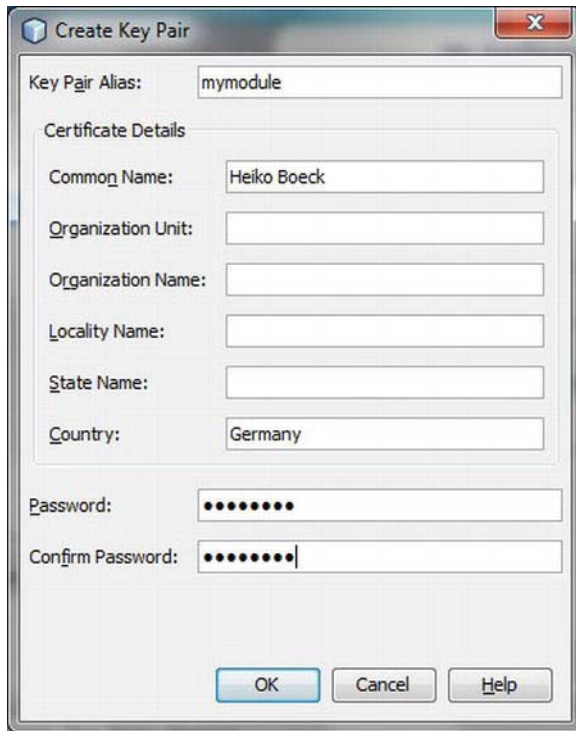 Create Key Pair
Key Pair Alias: mymodule
Certificate Details
Common Name: Heiko Boeck
Organization Unit:
Organization Name:
Locality Name:
State Name:
Country: Germany
Password: ●●●●●●●●
Confirm Password: ●●●●●●●●
OK Cancel Help